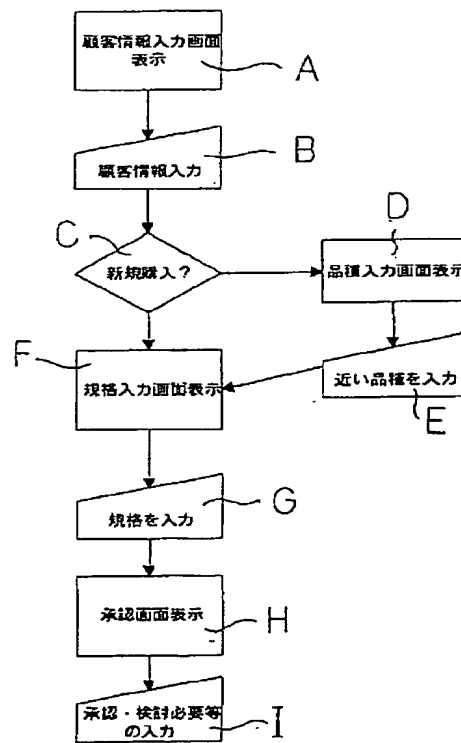 顧客情報入力画面
表示
A
顧客情報入力
B
C
新規購入?
D
品種入力画面表示
近い品種を入力
E
F
規格入力画面表示
規格を入力
G
承認画面表示
H
承認・検討必要等
の入力
I